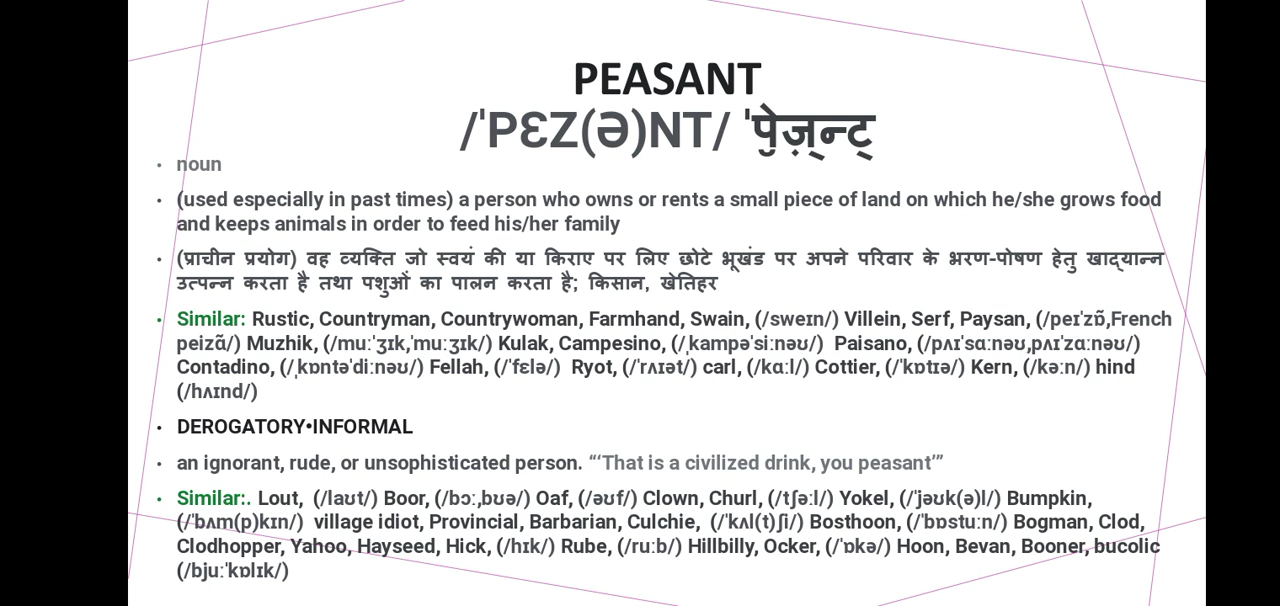 PEASANT
/ˈPƐZ(Ə)NT/ ˈपे़ज़्न्ट्
• noun
• (used especially in past times) a person who owns or rents a small piece of land on which he/she grows food
and keeps animals in order to feed his/her family
• (प्राचीन प्रयोग) वह व्यक्ति जो स्वयं की या किराए पर लिए छोटे भूखंड पर अपने परिवार के भरण-पोषण हेतु खाद्यान्न
उत्पन्न करता है तथा पशुओं का पालन करता है; किसान, खेतिहर
• Similar: Rustic, Countryman, Countrywoman, Farmhand, Swain, (/sweɪn/) Villein, Serf, Paysan, (/peɪˈzɒ̃,French
peizɑ̃/) Muzhik, (/muːˈʒɪk,ˈmuːʒɪk/) Kulak, Campesino, (/ˌkampəˈsiːnəʊ/) Paisano, (/pʌɪˈsɑːnəʊ,pʌɪˈzɑːnəʊ/)
Contadino, (/ˌkɒntəˈdiːnəʊ/) Fellah, (/ˈfɛlə/) Ryot, (/ˈrʌɪət/) carl, (/kɑːl/) Cottier, (/ˈkɒtɪə/) Kern, (/kəːn/) hind
(/hʌɪnd/)
• DEROGATORY•INFORMAL
• an ignorant, rude, or unsophisticated person. “‘That is a civilized drink, you peasant’”
• Similar:. Lout, (/laʊt/) Boor, (/bɔː,bʊə/) Oaf, (/əʊf/) Clown, Churl, (/tʃəːl/) Yokel, (/ˈjəʊk(ə)l/) Bumpkin,
(/ˈbʌm(p)kɪn/) village idiot, Provincial, Barbarian, Culchie, (/ˈkʌl(t)ʃi/) Bosthoon, (/ˈbɒstuːn/) Bogman, Clod,
Clodhopper, Yahoo, Hayseed, Hick, (/hɪk/) Rube, (/ruːb/) Hillbilly, Ocker, (/ˈɒkə/) Hoon, Bevan, Booner, bucolic
(/bjuːˈkɒlɪk/)